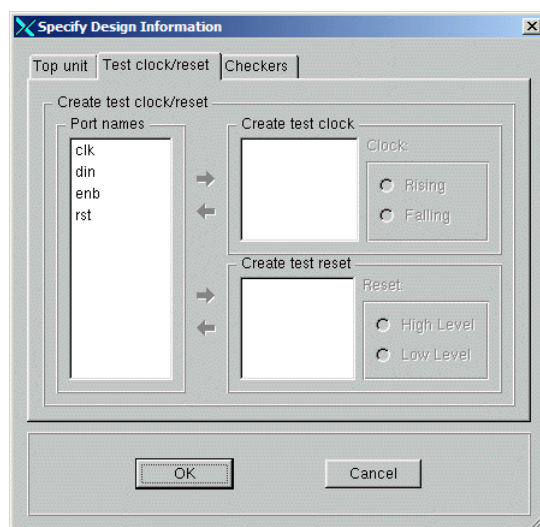 Specify Design Information
Top unit Test clock/reset Checkers
Create test clock/reset
Port names
clk
din
enb
rst
Create test clock
Clock:
Rising
Falling
Create test reset
Reset:
High Level
Low Level
OK Cancel